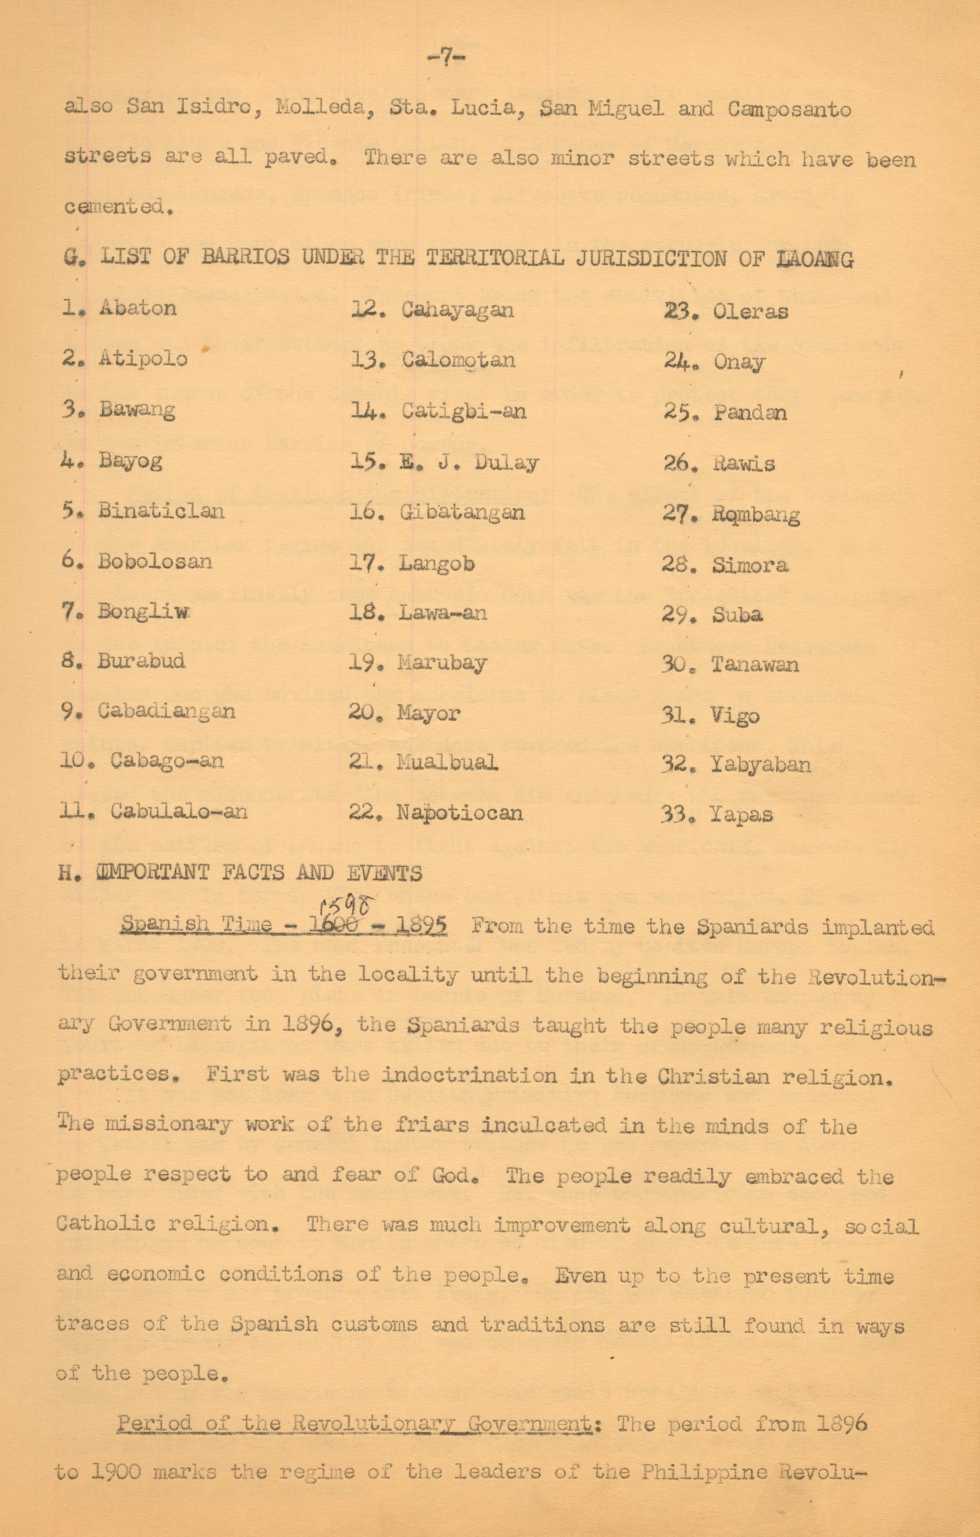 -7-
also San Isidro, Molleda, Sta. Lucia, San Miguel and Camposanto
streets are all paved. There are also minor streets which have been
cemented.
G. LIST OF BARRIOS UNDER THE TERRITORIAL JURISDICTION OF LAOANG
1. Abaton 12. Cahayagan 23. Oleras
2. Atipolo 13. Calomotan 24. Onay
3. Bawang 14. Catigbi-an 25. Pandan
4. Bayog 15. E. J. Dulay 26. Rawis
5. Binaticlan 16. Gibatangan 27. Rombang
6. Bobolosan 17. Langob 28. Simora
7. Bongliw 18. Lawa-an 29. Suba
8. Burabud 19. Marubay 30. Tanawan
9. Cabadiangan 20. Mayor 31. Vigo
10. Cabago-an 21. Mualbual 32. Yabyaban
11. Cabulalo-an 22. Napotiocan 33. Yapas
H. IMPORTANT FACTS AND EVENTS
1598
Spanish Time - 1600 - 1895 From the time the Spaniards implanted
their government in the locality until the beginning of the Revolution-
ary Government in 1896, the Spaniards taught the people many religious
practices. First was the indoctrination in the Christian religion.
The missionary work of the friars inculcated in the minds of the
people respect to and fear of God. The people readily embraced the
Catholic religion. There was much improvement along cultural, social
and economic conditions of the people. Even up to the present time
traces of the Spanish customs and traditions are still found in ways
of the people.
Period of the Revolutionary Government: The period from 1896
to 1900 marks the regime of the leaders of the Philippine Revolu-